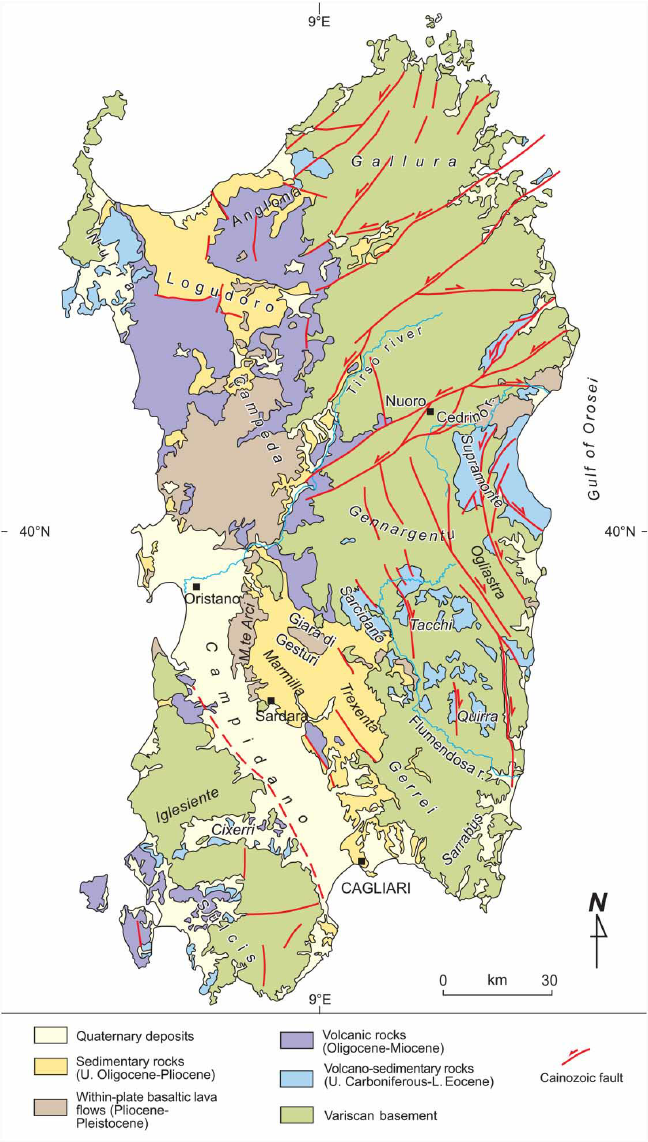 9°E
Gallura
Anglona
N
Logudoro
Tirso river
Campeda
Nuoro
Cedrino r.
Gulf of Orosei
Supramonte
40°N
40°N
Gennargentu
Ogliastra
Oristano
Sarcidano
Tacchi
M.te Arci
Giara di
Gesturi
Marmilla
Trexenta
Campidano
Sardara
Quirra
Flumendosa r.
Gerrei
Iglesiente
Cixerri
Sarrabus
CAGLIARI
Sulcis
N
0 km 30
9°E
Quaternary deposits
Sedimentary rocks
(U. Oligocene-Pliocene)
Within-plate basaltic lava
flows (Pliocene-
Pleistocene)
Volcanic rocks
(Oligocene-Miocene)
Volcano-sedimentary rocks
(U. Carboniferous-L. Eocene)
Variscan basement
Cainozoic fault